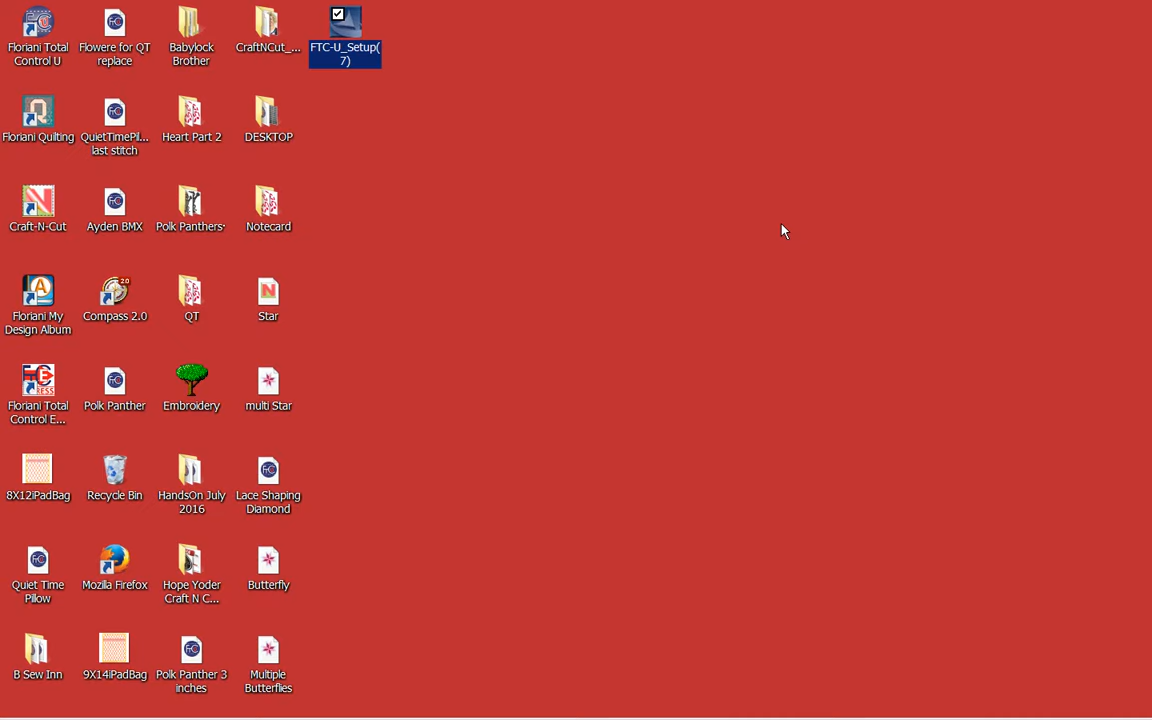 Floriani Total
Control U
Flowere for QT
replace
Babylock
Brother
CraftNCut_...
FTC-U_Setup(
7)
Floriani Quilting
QuietTimePil...
last stitch
Heart Part 2
DESKTOP
Craft-N-Cut
Ayden BMX
Polk Panthers
Notecard
Floriani My
Design Album
Compass 2.0
QT
Star
Floriani Total
Control E...
Polk Panther
Embroidery
multi Star
8X12iPadBag
Recycle Bin
HandsOn July
2016
Lace Shaping
Diamond
Quiet Time
Pillow
Mozilla Firefox
Hope Yoder
Craft N C...
Butterfly
B Sew Inn
9X14iPadBag
Polk Panther 3
inches
Multiple
Butterflies